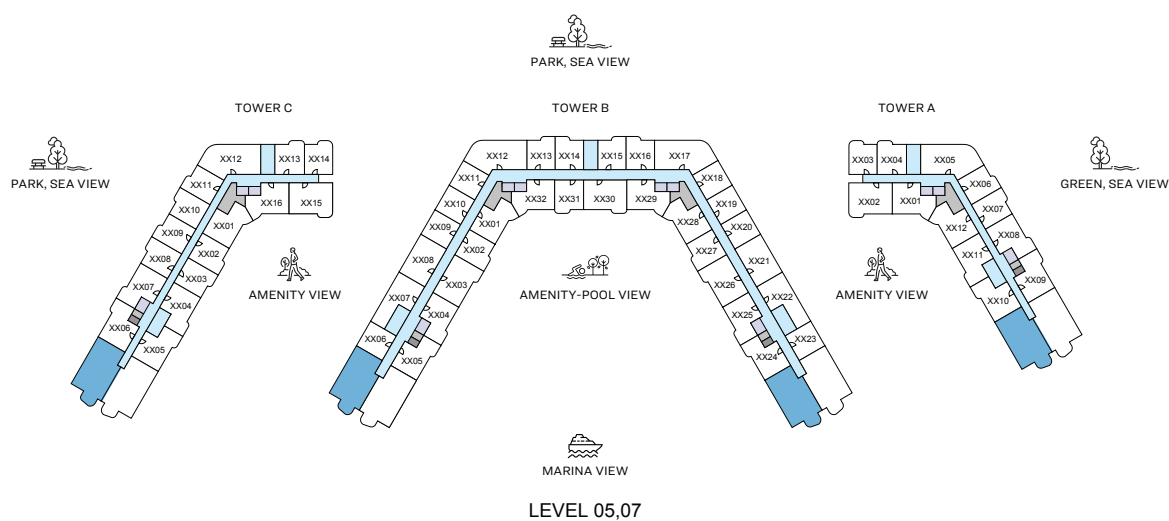 PARK, SEA VIEW
TOWER C
TOWER B
TOWER A
PARK, SEA VIEW
GREEN, SEA VIEW
XX12
XX13
XX14
XX11
XX16
XX15
XX10
XX01
XX09
XX02
XX08
XX03
XX07
XX04
XX06
XX05
AMENITY VIEW
XX12
XX13
XX14
XX15
XX16
XX17
XX11
XX18
XX10
XX01
XX32
XX31
XX30
XX29
XX28
XX19
XX09
XX02
XX27
XX20
XX08
XX03
XX26
XX21
XX07
XX04
XX25
XX22
XX06
XX05
XX24
XX23
AMENITY-POOL VIEW
XX03
XX04
XX05
XX02
XX01
XX06
XX12
XX07
XX11
XX08
XX10
XX09
AMENITY VIEW
MARINA VIEW
LEVEL 05,07